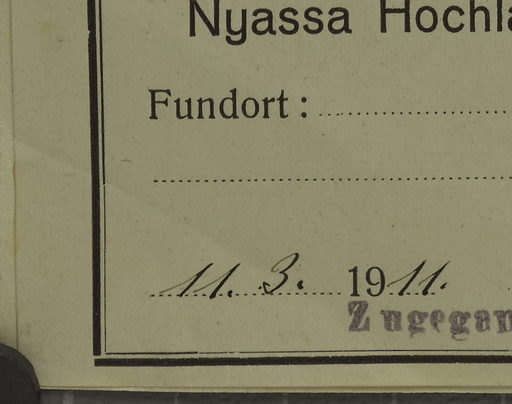 Nyassa Hochla
Fundort:
11. 3. 1911.
Zugegan